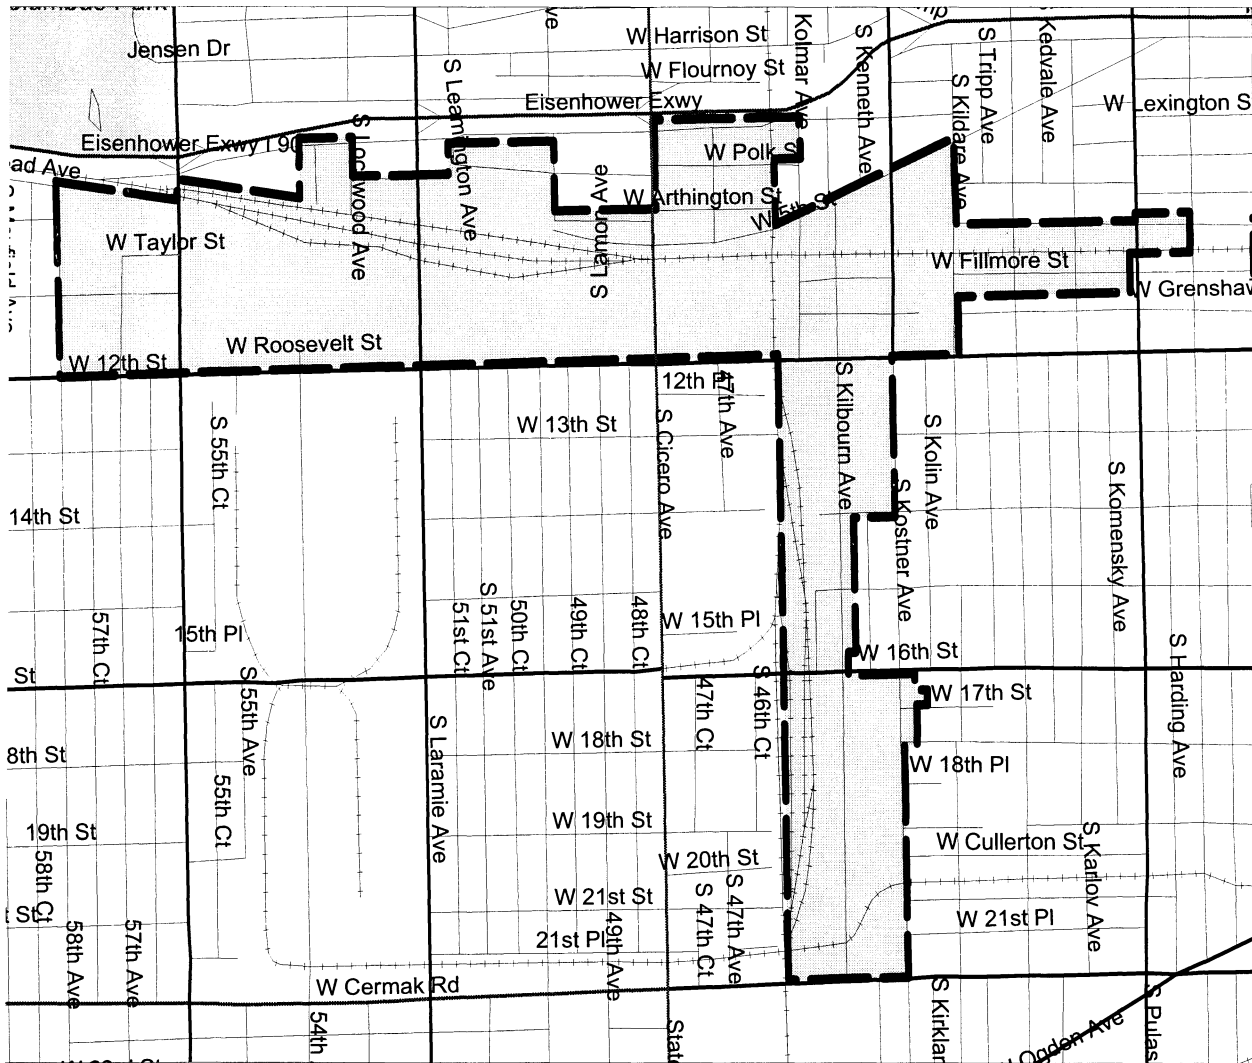 Jensen Dr
W Harrison St
W Flournoy St
Eisenhower Exwy
Kolmar Ave
S Kenneth Ave
S Tripp Ave
S Kildare Ave
S Kedvale Ave
W Lexington S
S Leamington Ave
S Lockwood Ave
Eisenhower Exwy I 90
ad Ave
W Polk
W Arthington St
W 5th St
S Lamon Ave
W Taylor St
W Fillmore St
W Grenshaw
W Roosevelt St
W 12th St
12th Pl
47th Ave
S Kilbourn Ave
W 13th St
S 55th Ct
S Cicero Ave
S Kolin Ave
S Kostner Ave
S Komensky Ave
14th St
57th Ct
15th Pl
51st Ct
S 51st Ave
50th Ct
49th Ct
48th Ct
W 15th Pl
W 16th St
St
S 55th Ave
47th Ct
S 46th Ct
W 17th St
S Harding Ave
8th St
S Laramie Ave
W 18th St
W 18th Pl
55th Ct
19th St
W 19th St
W Cullerton St
S Karlov Ave
58th Ct
W 20th St
S 47th Ct
S 47th Ave
W 21st St
W 21st Pl
t St
58th Ave
57th Ave
21st Pl
49th Ave
W Cermak Rd
54th
State
S Kirklan
S Pulas
Ogden Ave